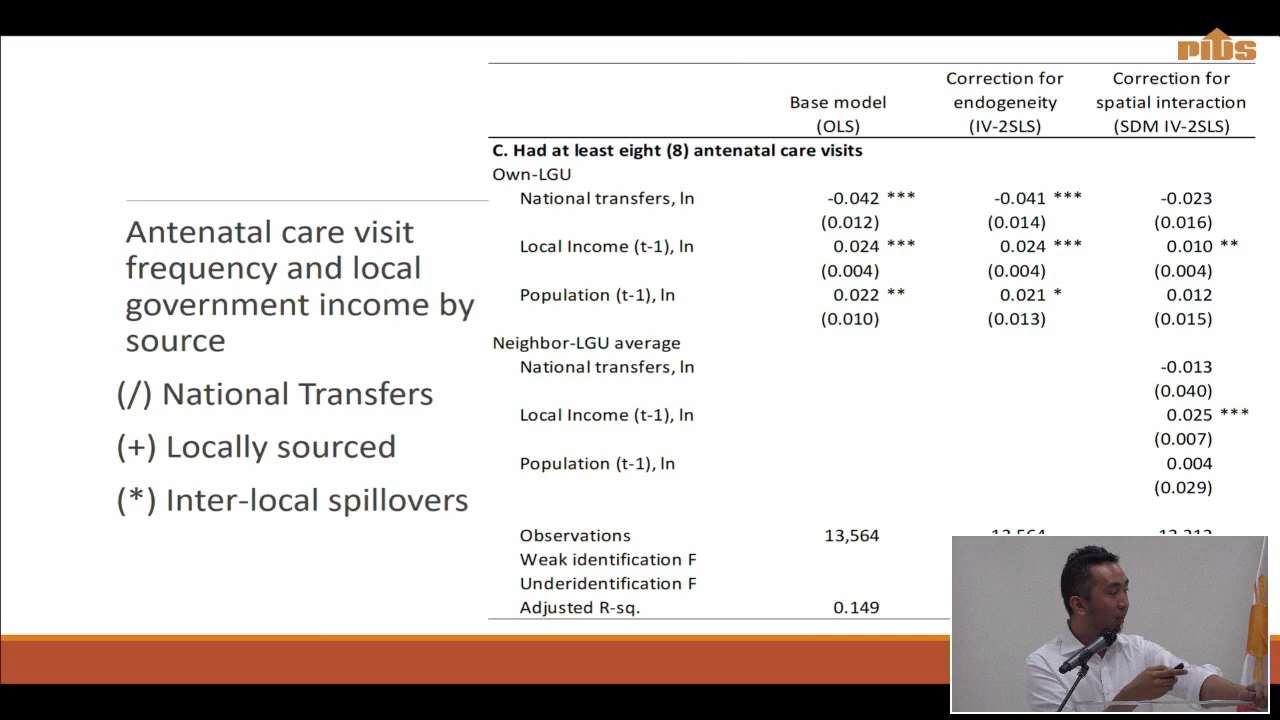 PIDS
Antenatal care visit
frequency and local
government income by
source
(/) National Transfers
(+) Locally sourced
(*) Inter-local spillovers
Base model (OLS) Correction for endogeneity (IV-2SLS) Correction for spatial interaction (SDM IV-2SLS)
C. Had at least eight (8) antenatal care visits
Own-LGU
National transfers, ln -0.042 *** -0.041 *** -0.023
(0.012) (0.014) (0.016)
Local Income (t-1), ln 0.024 *** 0.024 *** 0.010 **
(0.004) (0.004) (0.004)
Population (t-1), ln 0.022 ** 0.021 * 0.012
(0.010) (0.013) (0.015)
Neighbor-LGU average
National transfers, ln -0.013
(0.040)
Local Income (t-1), ln 0.025 ***
(0.007)
Population (t-1), ln 0.004
(0.029)
Observations 13,564
Weak identification F
Underidentification F
Adjusted R-sq. 0.149